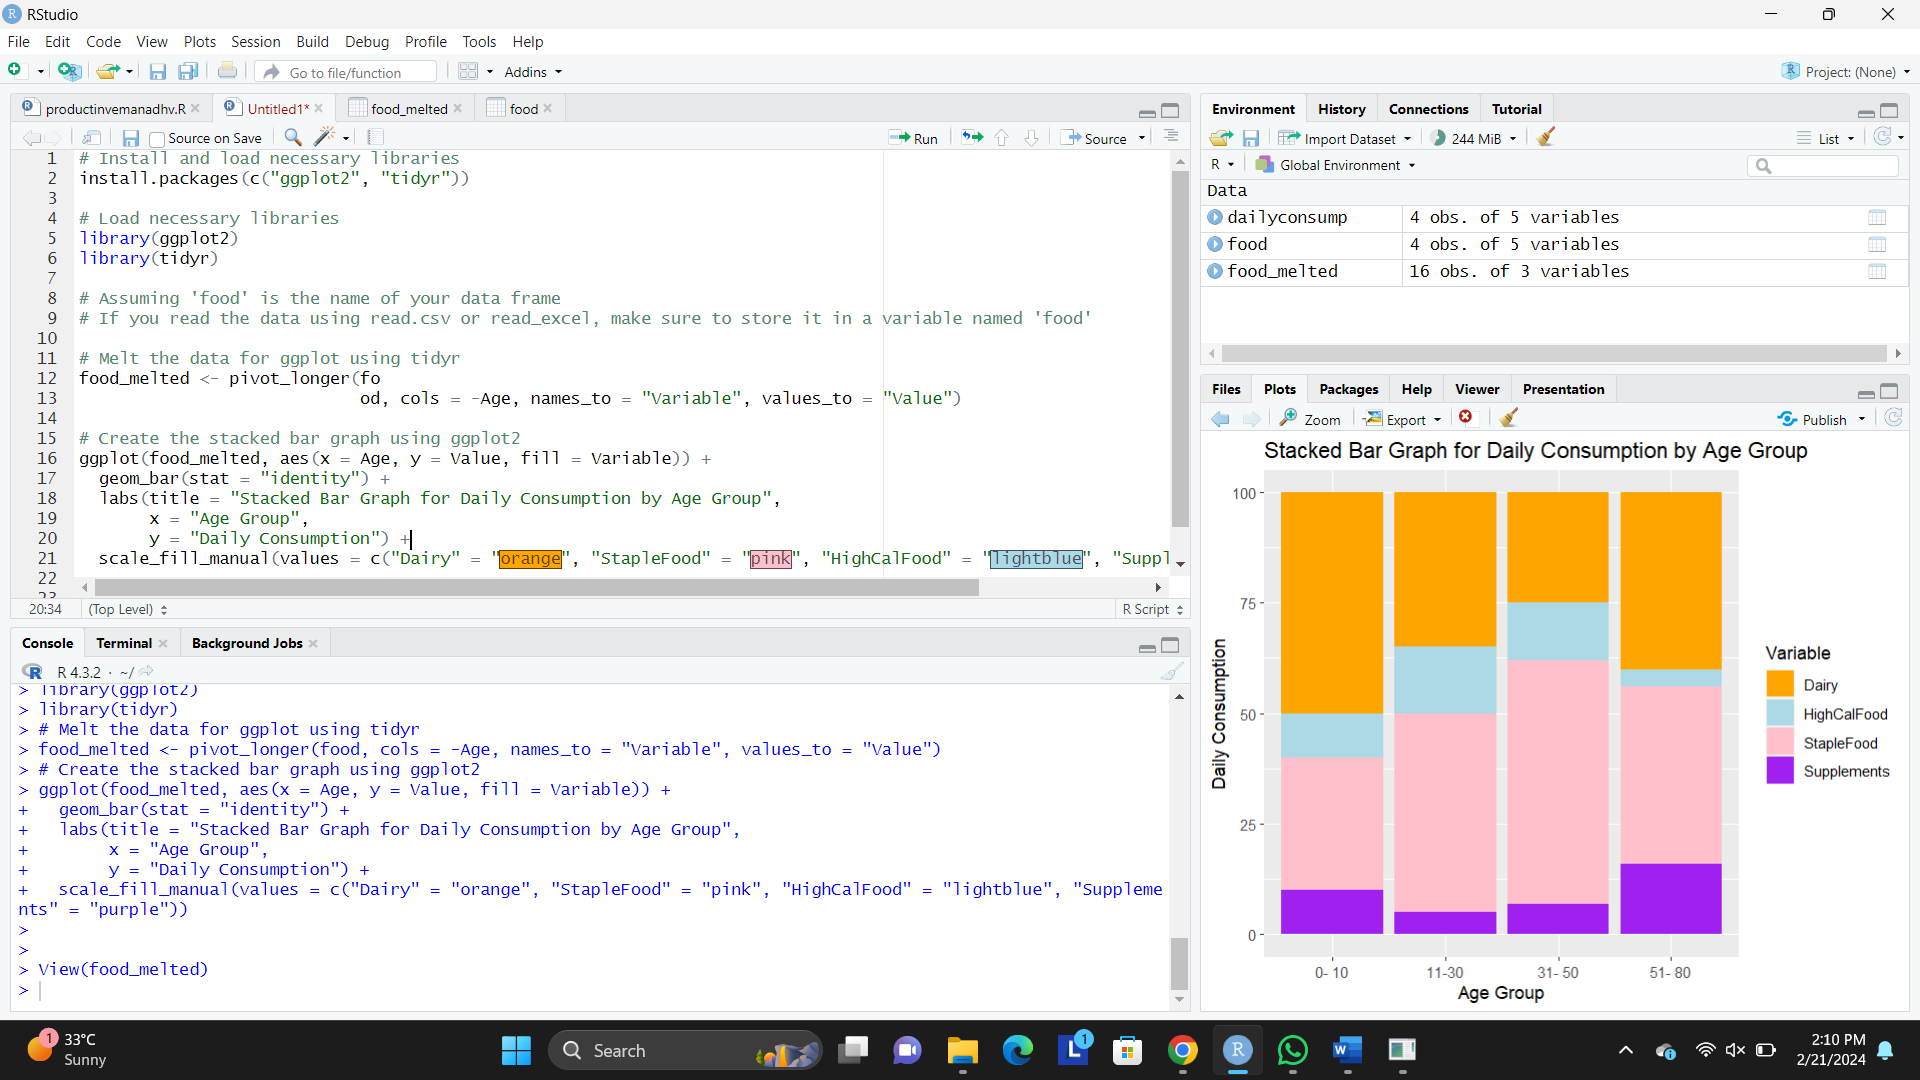 RStudio
File Edit Code View Plots Session Build Debug Profile Tools Help
Go to file/function Addins Project: (None)
productinvemanadhv.R Untitled1* food_melted food
Source on Save Run Source
1 # Install and load necessary libraries
2 install.packages(c("ggplot2", "tidyr"))
3
4 # Load necessary libraries
5 library(ggplot2)
6 library(tidyr)
7
8 # Assuming 'food' is the name of your data frame
9 # If you read the data using read.csv or read_excel, make sure to store it in a variable named 'food'
10
11 # Melt the data for ggplot using tidyr
12 food_melted <- pivot_longer(fo
13 od, cols = -Age, names_to = "Variable", values_to = "Value")
14
15 # Create the stacked bar graph using ggplot2
16 ggplot(food_melted, aes(x = Age, y = Value, fill = Variable)) +
17 geom_bar(stat = "identity") +
18 labs(title = "Stacked Bar Graph for Daily Consumption by Age Group",
19 x = "Age Group",
20 y = "Daily Consumption") +
21 scale_fill_manual(values = c("Dairy" = "orange", "StapleFood" = "pink", "HighCalFood" = "lightblue", "Suppl
22
23
20:34 (Top Level) R Script
Console Terminal Background Jobs
R 4.3.2 · ~/
> library(ggplot2)
> library(tidyr)
> # Melt the data for ggplot using tidyr
> food_melted <- pivot_longer(food, cols = -Age, names_to = "Variable", values_to = "Value")
> # Create the stacked bar graph using ggplot2
> ggplot(food_melted, aes(x = Age, y = Value, fill = Variable)) +
+ geom_bar(stat = "identity") +
+ labs(title = "Stacked Bar Graph for Daily Consumption by Age Group",
+ x = "Age Group",
+ y = "Daily Consumption") +
+ scale_fill_manual(values = c("Dairy" = "orange", "StapleFood" = "pink", "HighCalFood" = "lightblue", "Suppleme
nts" = "purple"))
>
>
> View(food_melted)
>
Environment History Connections Tutorial
Import Dataset 244 MiB List
R Global Environment
Data
dailyconsump 4 obs. of 5 variables
food 4 obs. of 5 variables
food_melted 16 obs. of 3 variables
Files Plots Packages Help Viewer Presentation
Zoom Export Publish
Stacked Bar Graph for Daily Consumption by Age Group
100
75
50
25
0
Daily Consumption
0- 10 11-30 31- 50 51- 80
Age Group
Variable
Dairy
HighCalFood
StapleFood
Supplements
1 33°C
Sunny
Search
1
2:10 PM
2/21/2024